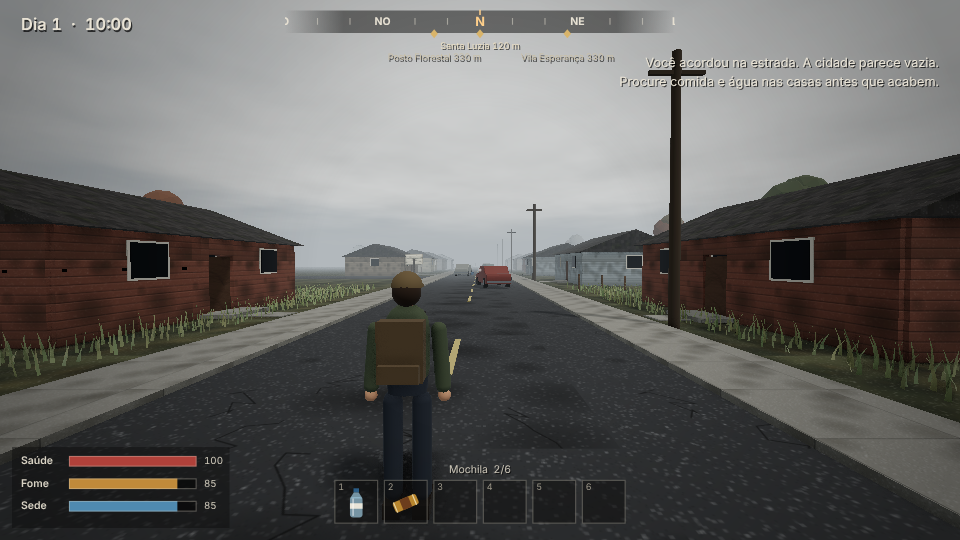 Dia 1 · 10:00
NO
N
NE
Santa Luzia 120 m
Posto Florestal 330 m
Vila Esperança 330 m
Você acordou na estrada. A cidade parece vazia.
Procure comida e água nas casas antes que acabem.
Saúde 100
Fome 85
Sede 85
Mochila 2/6
1 2 3 4 5 6